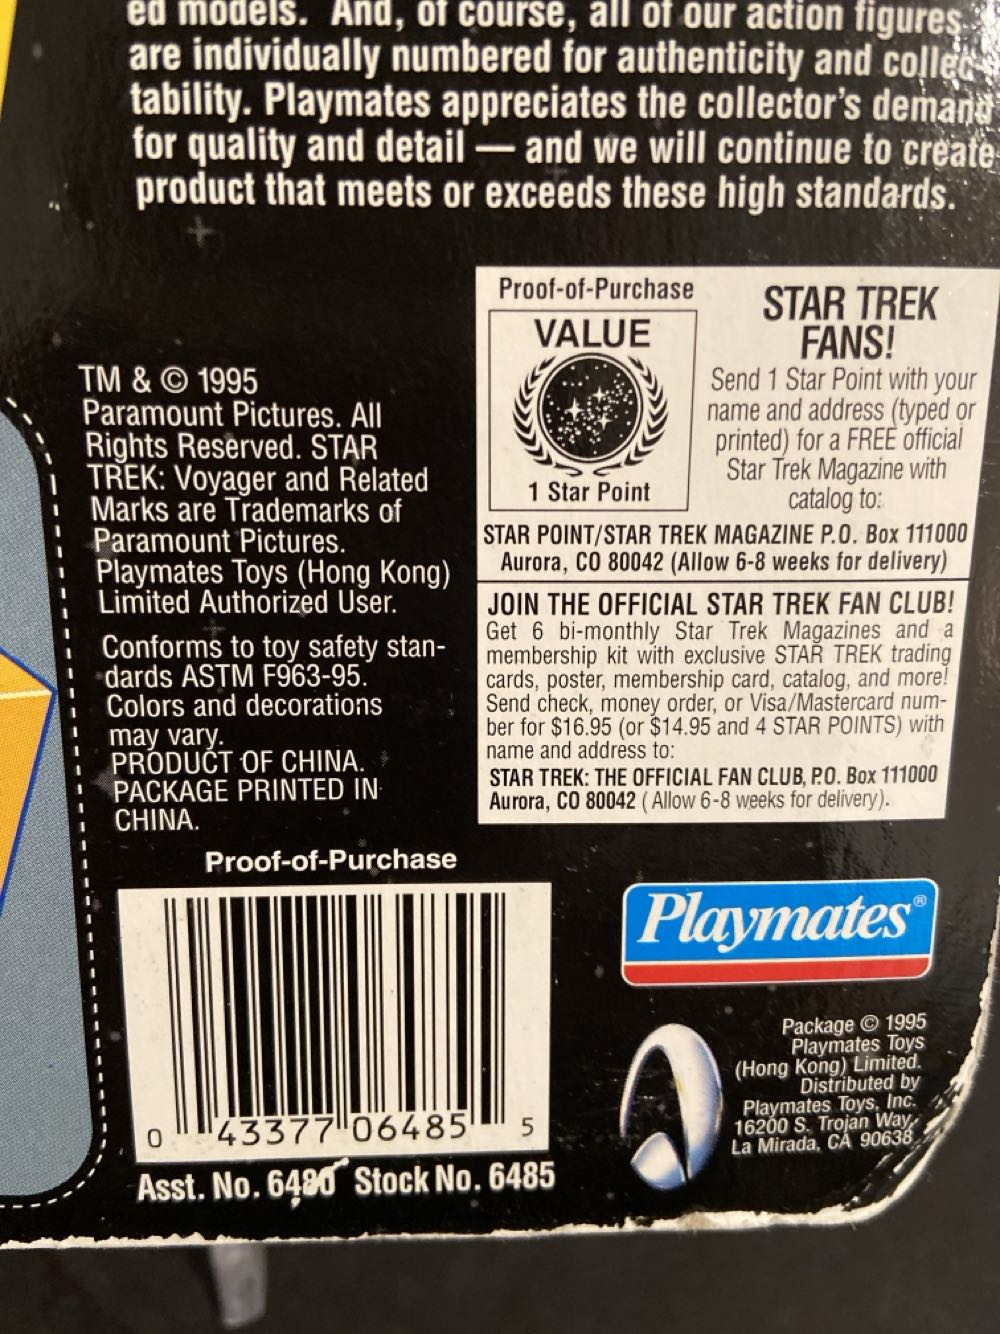 ed models. And, of course, all of our action figures
are individually numbered for authenticity and collec-
tability. Playmates appreciates the collector's demand
for quality and detail — and we will continue to create
product that meets or exceeds these high standards.
TM & © 1995
Paramount Pictures. All
Rights Reserved. STAR
TREK: Voyager and Related
Marks are Trademarks of
Paramount Pictures.
Playmates Toys (Hong Kong)
Limited Authorized User.
Conforms to toy safety stan-
dards ASTM F963-95.
Colors and decorations
may vary.
PRODUCT OF CHINA.
PACKAGE PRINTED IN
CHINA.
Proof-of-Purchase
VALUE
1 Star Point
STAR TREK
FANS!
Send 1 Star Point with your
name and address (typed or
printed) for a FREE official
Star Trek Magazine with
catalog to:
STAR POINT/STAR TREK MAGAZINE P.O. Box 111000
Aurora, CO 80042 (Allow 6-8 weeks for delivery)
JOIN THE OFFICIAL STAR TREK FAN CLUB!
Get 6 bi-monthly Star Trek Magazines and a
membership kit with exclusive STAR TREK trading
cards, poster, membership card, catalog, and more!
Send check, money order, or Visa/Mastercard num-
ber for $16.95 (or $14.95 and 4 STAR POINTS) with
name and address to:
STAR TREK: THE OFFICIAL FAN CLUB, P.O. Box 111000
Aurora, CO 80042 (Allow 6-8 weeks for delivery).
Proof-of-Purchase
0 43377 06485 5
Asst. No. 6480 Stock No. 6485
Playmates®
Package © 1995
Playmates Toys
(Hong Kong) Limited.
Distributed by
Playmates Toys, Inc.
16200 S. Trojan Way,
La Mirada, CA 90638